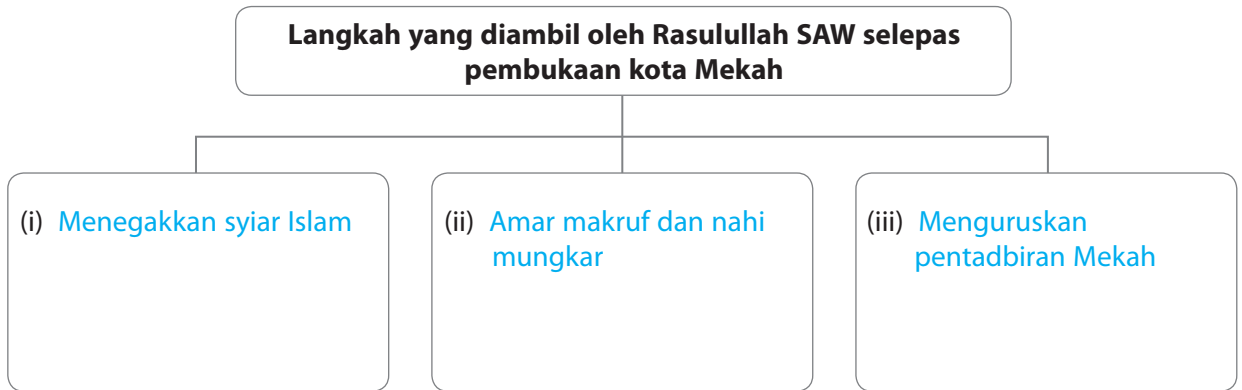 Langkah yang diambil oleh Rasulullah SAW selepas
pembukaan kota Mekah
(i) Menegakkan syiar Islam
(ii) Amar makruf dan nahi
mungkar
(iii) Menguruskan
pentadbiran Mekah